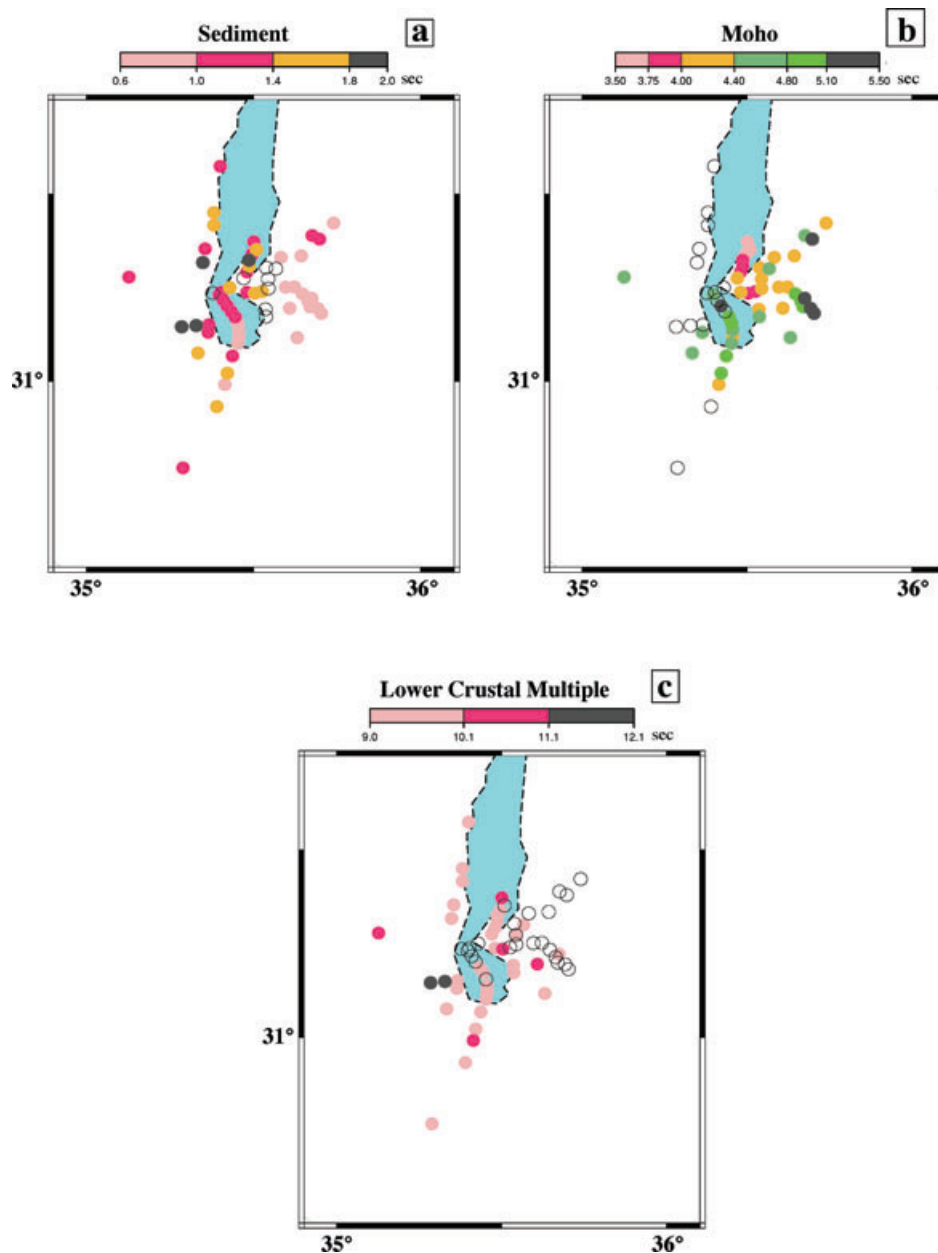 Sediment
a
0.6 1.0 1.4 1.8 2.0 sec
31°
35° 36°
Moho
b
3.50 3.75 4.00 4.40 4.80 5.10 5.50 sec
31°
35° 36°
Lower Crustal Multiple
c
9.0 10.1 11.1 12.1 sec
31°
35° 36°